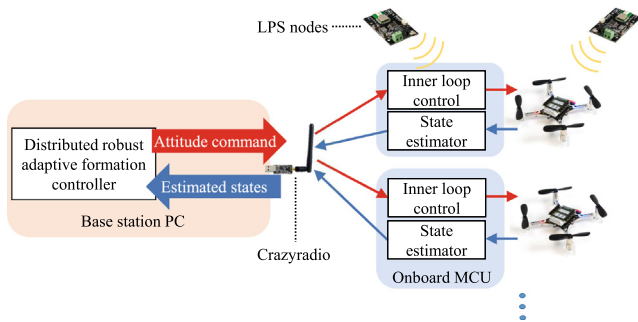 LPS nodes
Inner loop
control
State
estimator
Distributed robust
adaptive formation
controller
Attitude command
Estimated states
Base station PC
Crazyradio
Inner loop
control
State
estimator
Onboard MCU